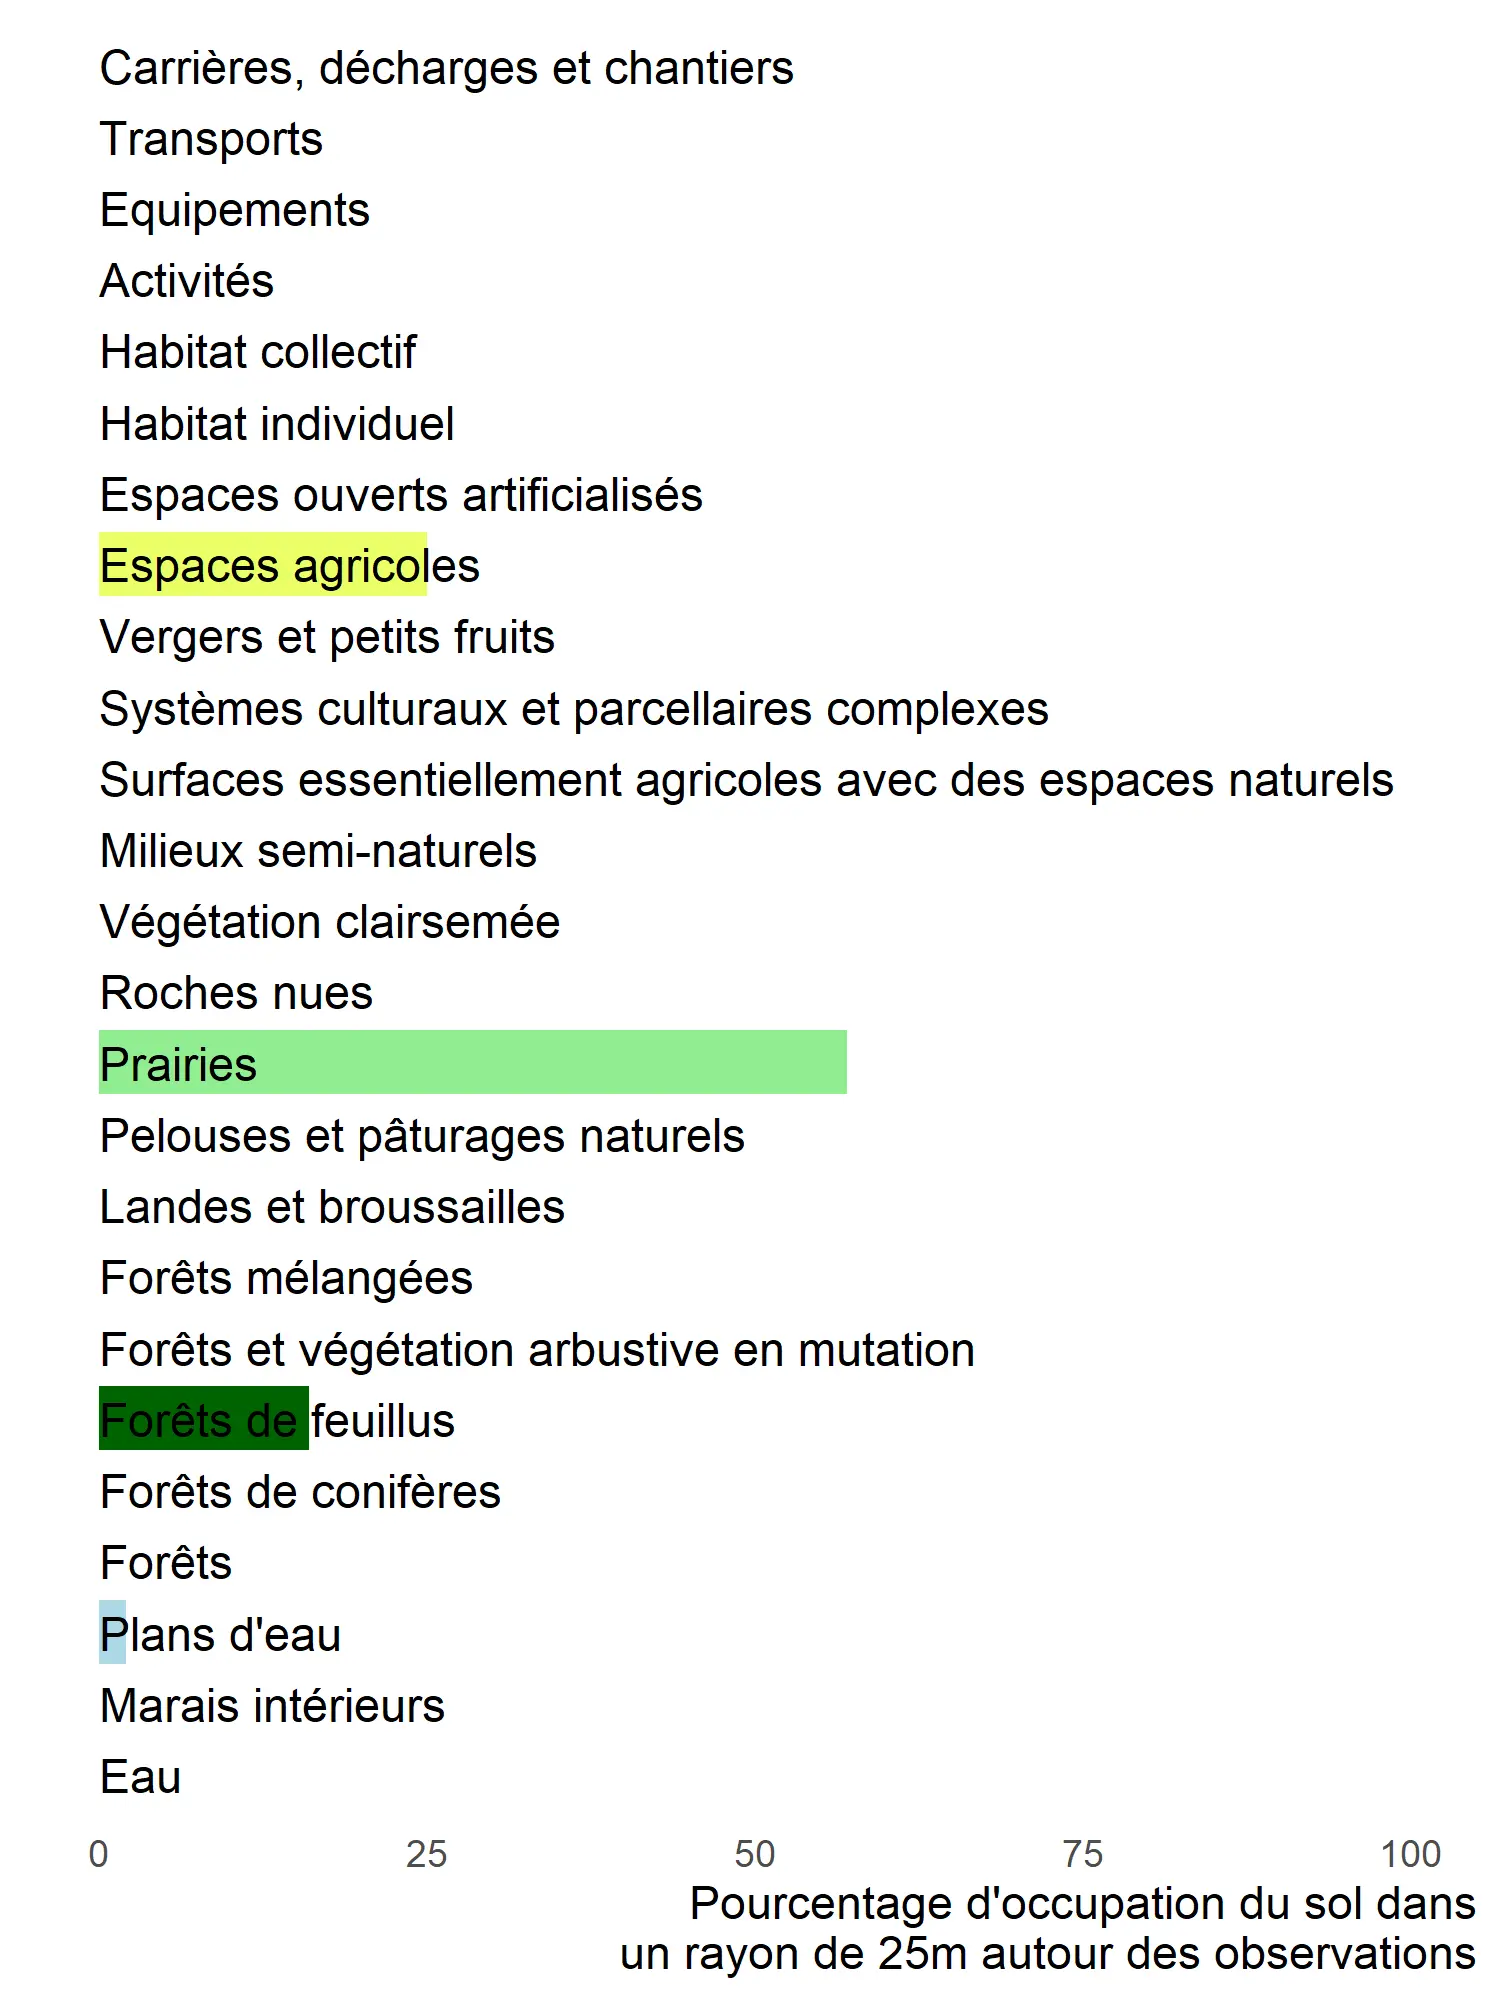 Carrières, décharges et chantiers
Transports
Equipements
Activités
Habitat collectif
Habitat individuel
Espaces ouverts artificialisés
Espaces agricoles
Vergers et petits fruits
Systèmes culturaux et parcellaires complexes
Surfaces essentiellement agricoles avec des espaces naturels
Milieux semi-naturels
Végétation clairsemée
Roches nues
Prairies
Pelouses et pâturages naturels
Landes et broussailles
Forêts mélangées
Forêts et végétation arbustive en mutation
Forêts de feuillus
Forêts de conifères
Forêts
Plans d'eau
Marais intérieurs
Eau
0 25 50 75 100
Pourcentage d'occupation du sol dans
un rayon de 25m autour des observations